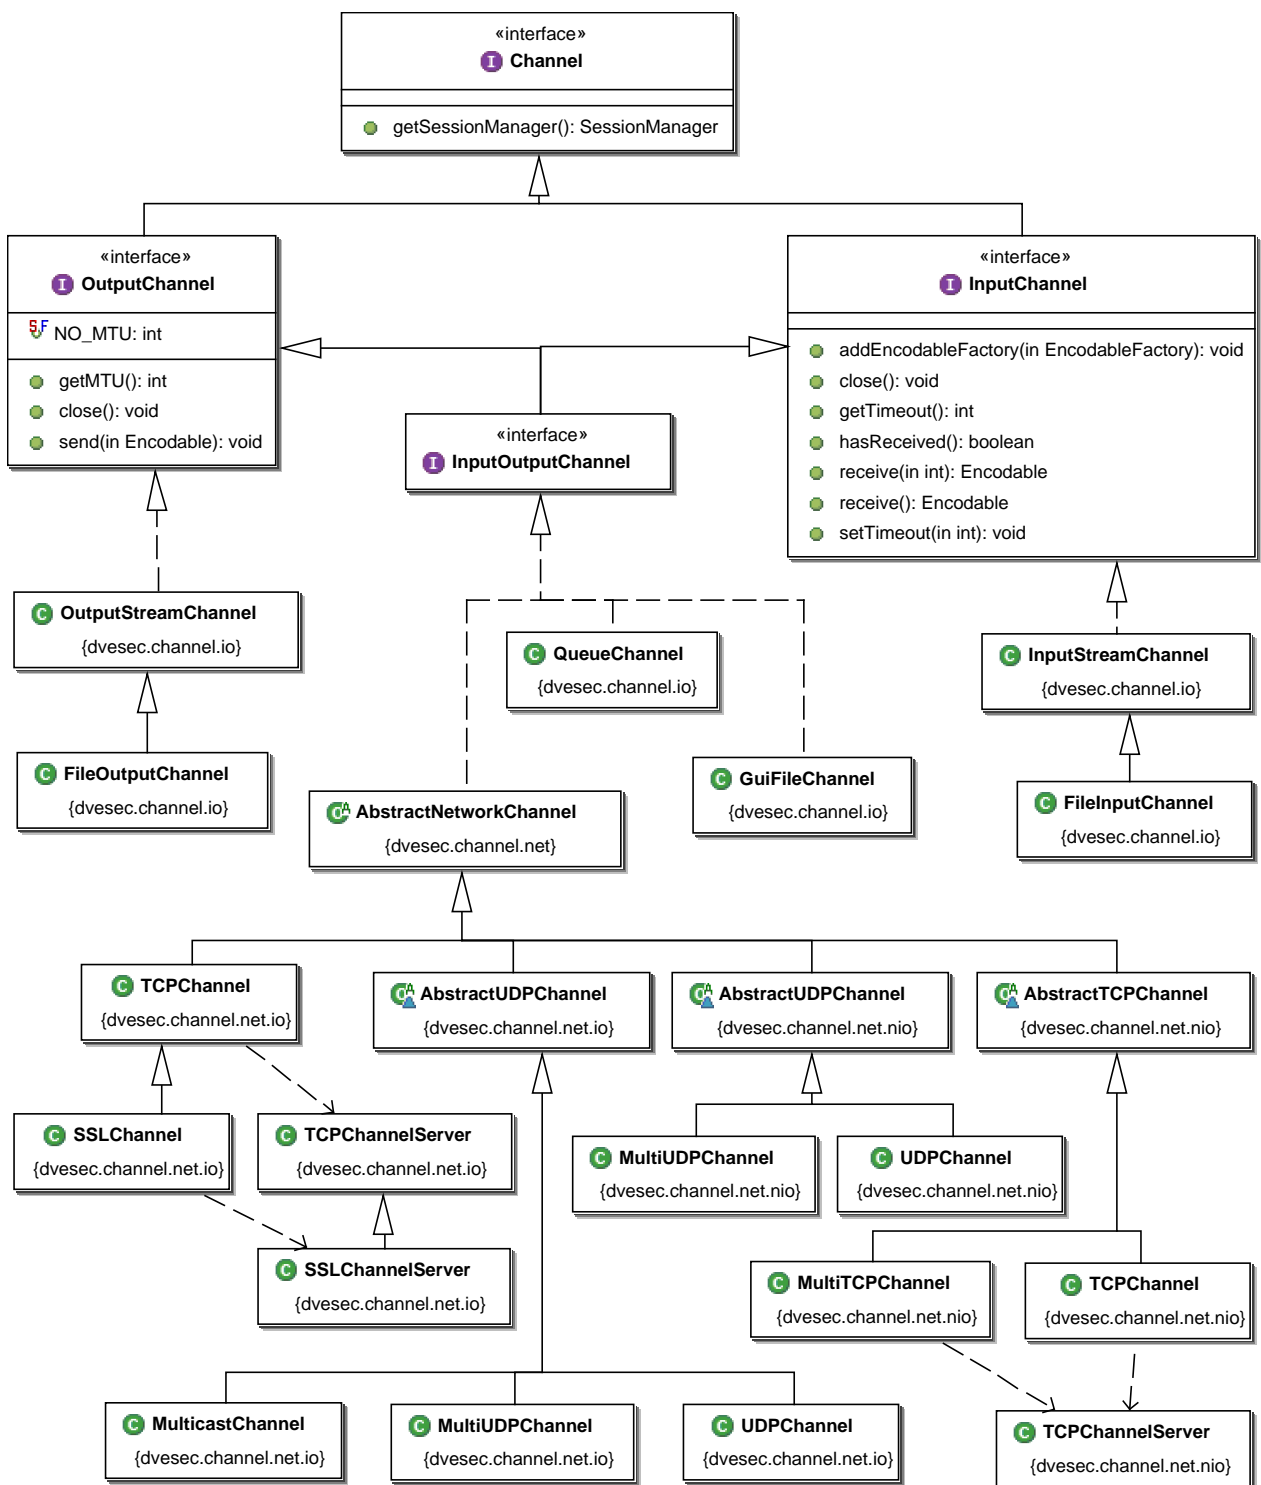 «interface»
I Channel
getSessionManager(): SessionManager
«interface»
I OutputChannel
S F NO_MTU: int
getMTU(): int
close(): void
send(in Encodable): void
«interface»
I InputChannel
addEncodableFactory(in EncodableFactory): void
close(): void
getTimeout(): int
hasReceived(): boolean
receive(in int): Encodable
receive(): Encodable
setTimeout(in int): void
«interface»
I InputOutputChannel
C OutputStreamChannel
{dvesec.channel.io}
C QueueChannel
{dvesec.channel.io}
C InputStreamChannel
{dvesec.channel.io}
C FileOutputChannel
{dvesec.channel.io}
C A AbstractNetworkChannel
{dvesec.channel.net}
C GuiFileChannel
{dvesec.channel.io}
C FileInputChannel
{dvesec.channel.io}
C TCPChannel
{dvesec.channel.net.io}
C A AbstractUDPChannel
{dvesec.channel.net.io}
C A AbstractUDPChannel
{dvesec.channel.net.nio}
C A AbstractTCPChannel
{dvesec.channel.net.nio}
C SSLChannel
{dvesec.channel.net.io}
C TCPChannelServer
{dvesec.channel.net.io}
C MultiUDPChannel
{dvesec.channel.net.nio}
C UDPChannel
{dvesec.channel.net.nio}
C SSLChannelServer
{dvesec.channel.net.io}
C MultiTCPChannel
{dvesec.channel.net.nio}
C TCPChannel
{dvesec.channel.net.nio}
C MulticastChannel
{dvesec.channel.net.io}
C MultiUDPChannel
{dvesec.channel.net.io}
C UDPChannel
{dvesec.channel.net.io}
C TCPChannelServer
{dvesec.channel.net.nio}